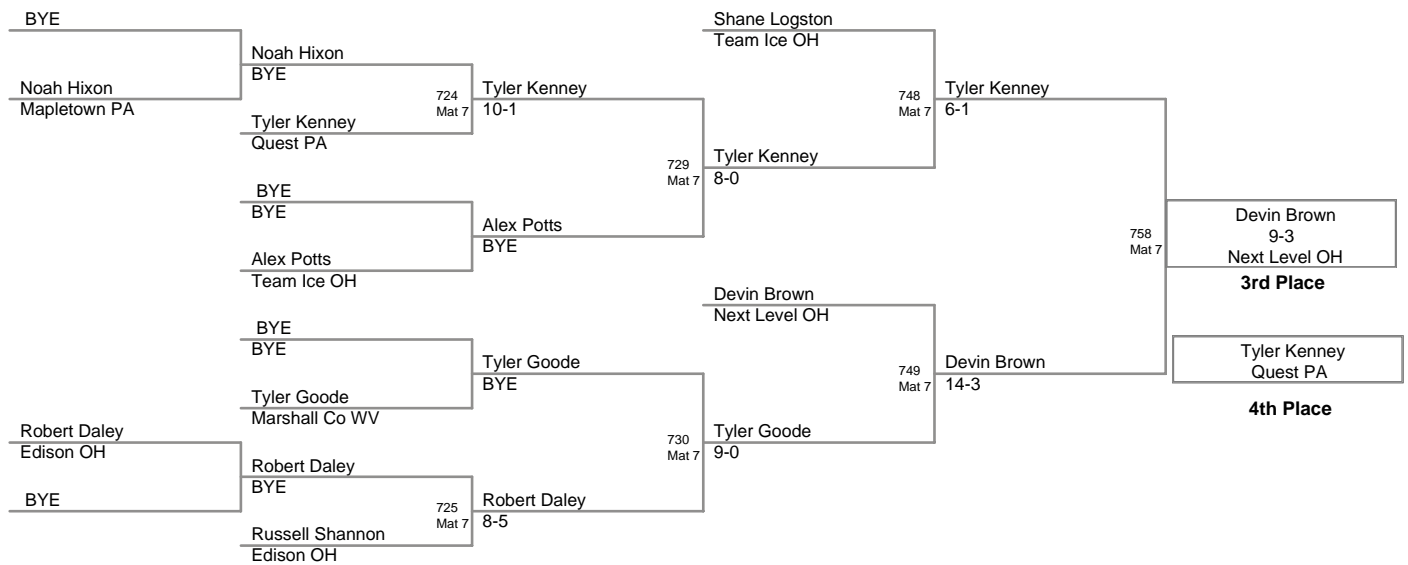 BYE
Noah Hixon
Mapletown PA
Robert Daley
Edison OH
BYE
Noah Hixon
BYE
Tyler Kenney
Quest PA
BYE
BYE
Alex Potts
Team Ice OH
BYE
BYE
Tyler Goode
Marshall Co WV
Robert Daley
BYE
Russell Shannon
Edison OH
724
Mat 7
Tyler Kenney
10-1
Alex Potts
BYE
Tyler Goode
BYE
725
Mat 7
Robert Daley
8-5
Shane Logston
Team Ice OH
729
Mat 7
Tyler Kenney
8-0
Devin Brown
Next Level OH
730
Mat 7
Tyler Goode
9-0
748
Mat 7
Tyler Kenney
6-1
749
Mat 7
Devin Brown
14-3
758
Mat 7
Devin Brown
9-3
Next Level OH
3rd Place
Tyler Kenney
Quest PA
4th Place